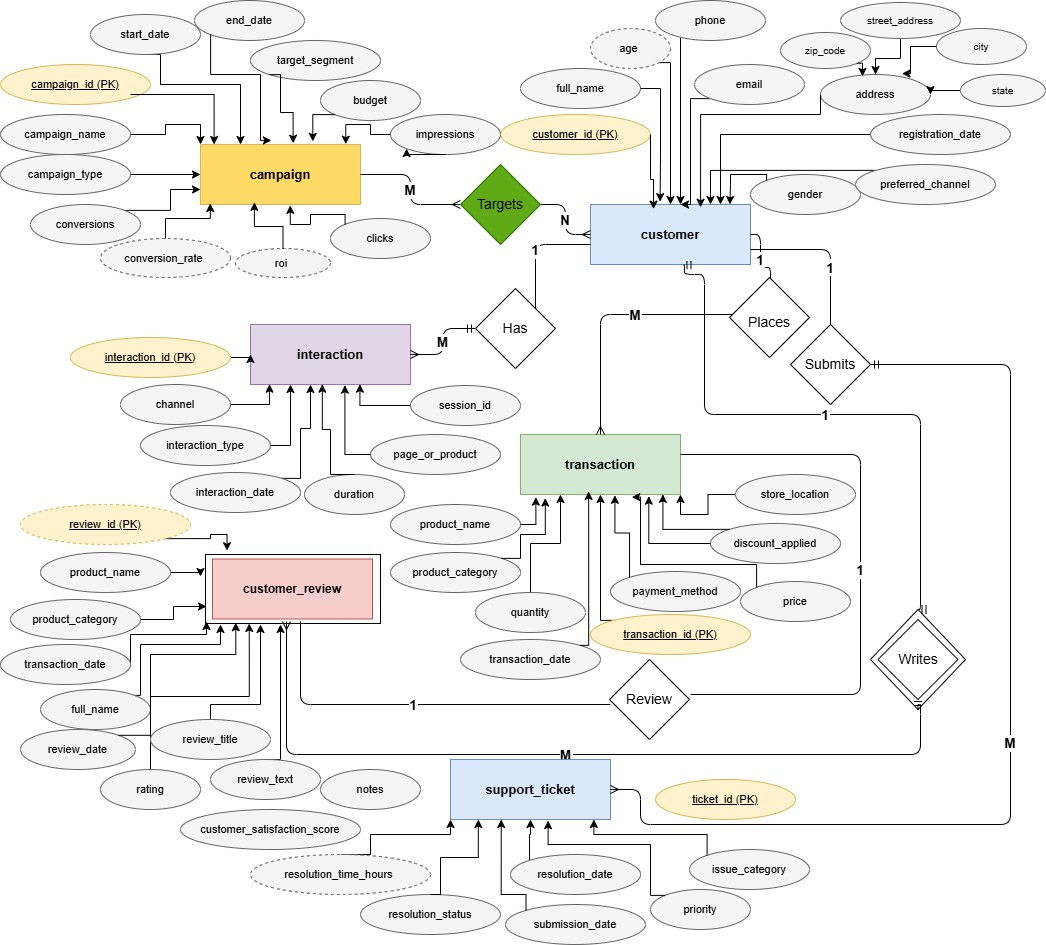 end_date
phone
street_address
start_date
age
zip_code
city
target_segment
campaign_id (PK)
full_name
email
address
state
budget
campaign_name
impressions
customer_id (PK)
registration_date
campaign_type
campaign
M
Targets
gender
preferred_channel
conversions
N
customer
conversion_rate
roi
clicks
1
1
1
interaction_id (PK)
interaction
M
Has
M
Places
Submits
channel
session_id
1
interaction_type
page_or_product
transaction
interaction_date
duration
store_location
review_id (PK)
product_name
discount_applied
product_name
product_category
1
customer_review
payment_method
price
product_category
quantity
transaction_id (PK)
transaction_date
transaction_date
Writes
full_name
1
Review
review_date
review_title
M
M
rating
review_text
notes
support_ticket
ticket_id (PK)
customer_satisfaction_score
resolution_time_hours
resolution_date
issue_category
resolution_status
submission_date
priority